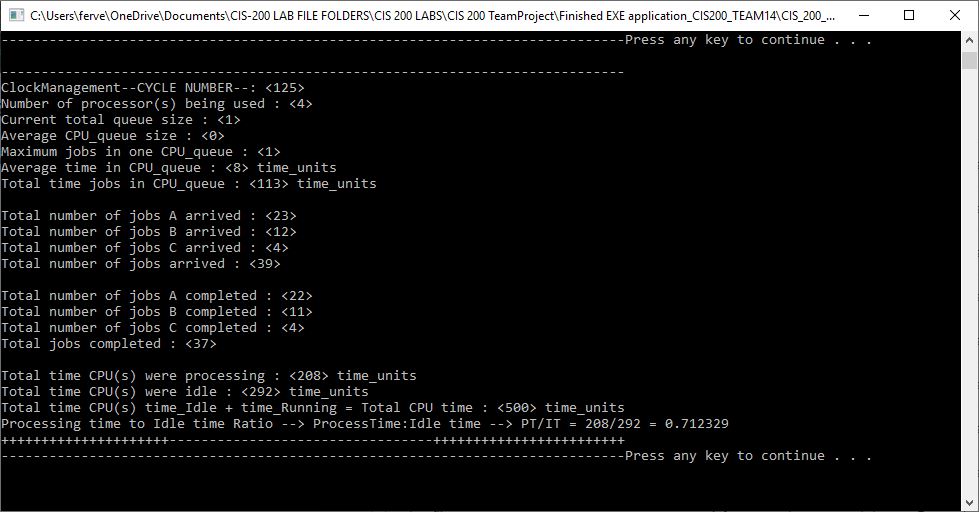 C:\Users\ferve\OneDrive\Documents\CIS-200 LAB FILE FOLDERS\CIS 200 LABS\CIS 200 TeamProject\Finished EXE application_CIS200_TEAM14\CIS_200_...
------------------------------------------------------------------------------Press any key to continue . . .
------------------------------------------------------------------------------
ClockManagement--CYCLE NUMBER--: <125>
Number of processor(s) being used : <4>
Current total queue size : <1>
Average CPU_queue size : <0>
Maximum jobs in one CPU_queue : <1>
Average time in CPU_queue : <8> time_units
Total time jobs in CPU_queue : <113> time_units
Total number of jobs A arrived : <23>
Total number of jobs B arrived : <12>
Total number of jobs C arrived : <4>
Total number of jobs arrived : <39>
Total number of jobs A completed : <22>
Total number of jobs B completed : <11>
Total number of jobs C completed : <4>
Total jobs completed : <37>
Total time CPU(s) were processing : <208> time_units
Total time CPU(s) were idle : <292> time_units
Total time CPU(s) time_Idle + time_Running = Total CPU time : <500> time_units
Processing time to Idle time Ratio --> ProcessTime:Idle time --> PT/IT = 208/292 = 0.712329
+++++++++++++++++++++---------------------------------++++++++++++++++++++++++
------------------------------------------------------------------------------Press any key to continue . . .